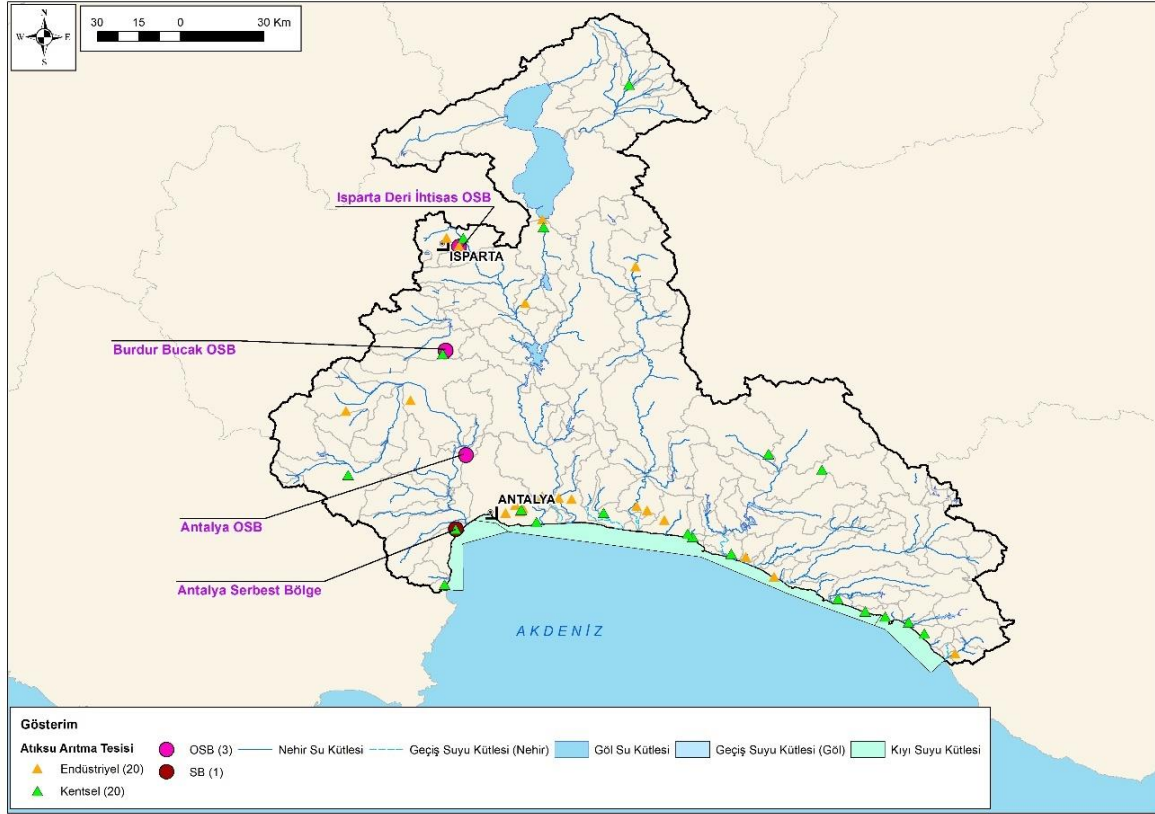 30 15 0 30 Km
N
W E
S
Isparta Deri İhtisas OSB
ISPARTA
Burdur Bucak OSB
ANTALYA
Antalya OSB
Antalya Serbest Bölge
AKDENİZ
Gösterim
Atıksu Arıtma Tesisi
Endüstriyel (20)
Kentsel (20)
OSB (3)
SB (1)
Nehir Su Kütlesi
Geçiş Suyu Kütlesi (Nehir)
Göl Su Kütlesi
Geçiş Suyu Kütlesi (Göl)
Kıyı Suyu Kütlesi